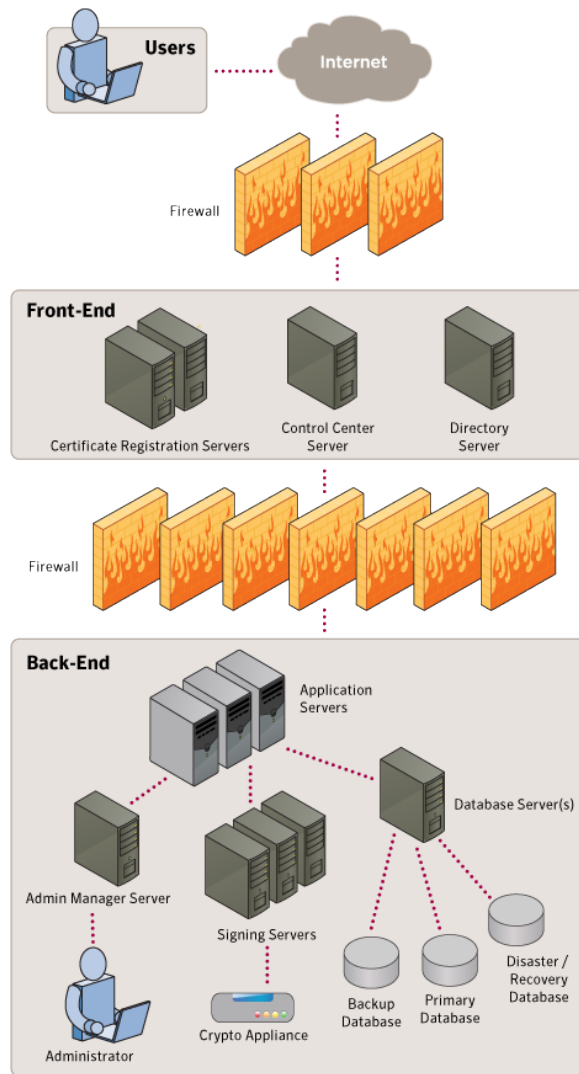 Users
Internet
Firewall
Front-End
Certificate Registration Servers
Control Center
Server
Directory
Server
Firewall
Back-End
Application
Servers
Database Server(s)
Admin Manager Server
Signing Servers
Disaster /
Recovery
Database
Backup
Database
Primary
Database
Crypto Appliance
Administrator